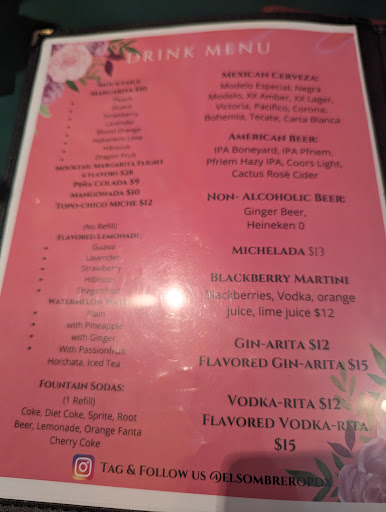 DRINK MENU
MOCKTAIL
MARGARITA $10
Peach
Guava
Strawberry
Lavender
Blood Orange
Habanero Lime
Hibiscus
Dragon Fruit
MOCKTAIL MARGARITA FLIGHT
4 FLAVORS $28
PIÑA COLADA $9
MANGONADA $10
TOPO-CHICO MICHE $12
(No Refill)
FLAVORED LEMONADE:
Guava
Lavender
Strawberry
Hibiscus
Dragonfruit
WATERMELON WATER
Plain
with Pineapple
with Ginger
With Passionfruit
Horchata, Iced Tea
FOUNTAIN SODAS:
(1 Refill)
Coke, Diet Coke, Sprite, Root
Beer, Lemonade, Orange Fanta
Cherry Coke
MEXICAN CERVEZA:
Modelo Especial, Negra
Modelo, XX Amber, XX Lager,
Victoria, Pacifico, Corona,
Bohemia, Tecate, Carta Blanca
AMERICAN BEER:
IPA Boneyard, IPA Pfriem,
Pfriem Hazy IPA, Coors Light,
Cactus Rosè Cider
NON- ALCOHOLIC BEER:
Ginger Beer,
Heineken 0
MICHELADA $13
BLACKBERRY MARTINI
Blackberries, Vodka, orange
juice, lime juice $12
GIN-ARITA $12
FLAVORED GIN-ARITA $15
VODKA-RITA $12
FLAVORED VODKA-RITA
$15
TAG & FOLLOW US @ELSOMBREROPDX